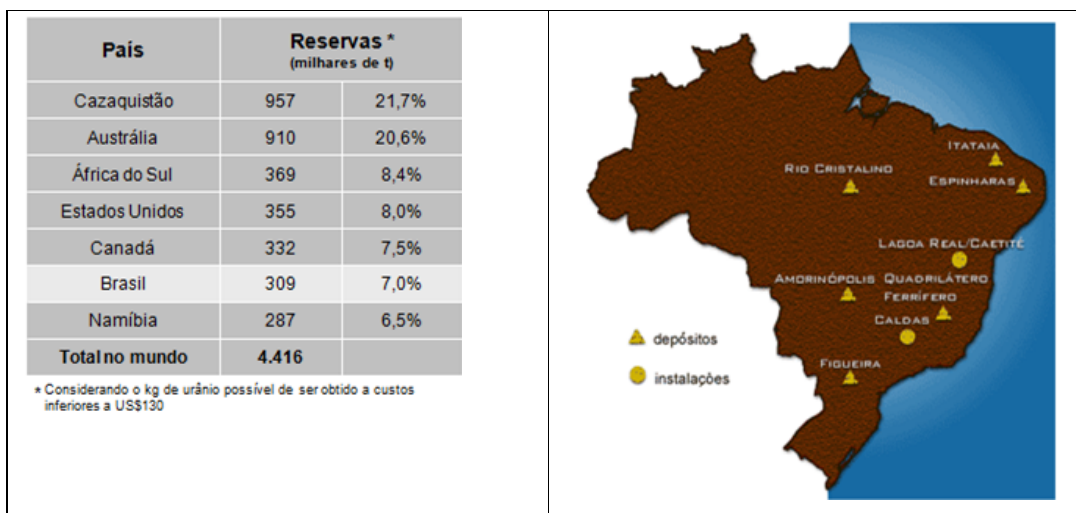 País Reservas *
(milhares de t)
Cazaquistão 957 21,7%
Austrália 910 20,6%
África do Sul 369 8,4%
Estados Unidos 355 8,0%
Canadá 332 7,5%
Brasil 309 7,0%
Namíbia 287 6,5%
Total no mundo 4.416
* Considerando o kg de urânio possível de ser obtido a custos
inferiores a US$130
ITATAIA
RIO CRISTALINO
ESPINHARAS
LAGOA REAL/CAETITÉ
AMORINÓPOLIS
QUADRILÁTERO
FERRÍFERO
CALDAS
depósitos
FIGUEIRA
instalações